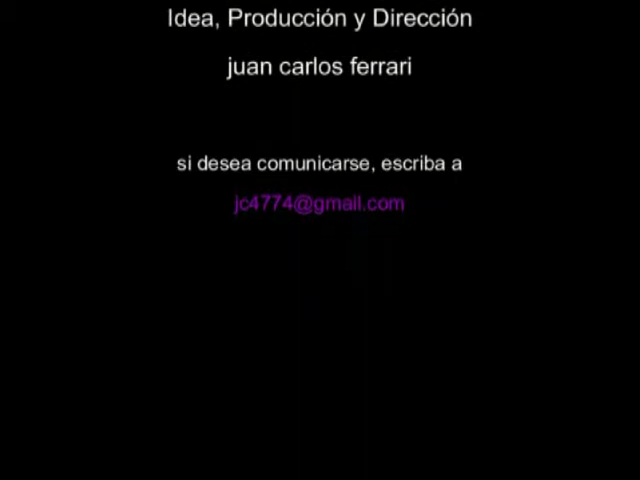 Idea, Producción y Dirección
juan carlos ferrari
si desea comunicarse, escriba a
jc4774@gmail.com